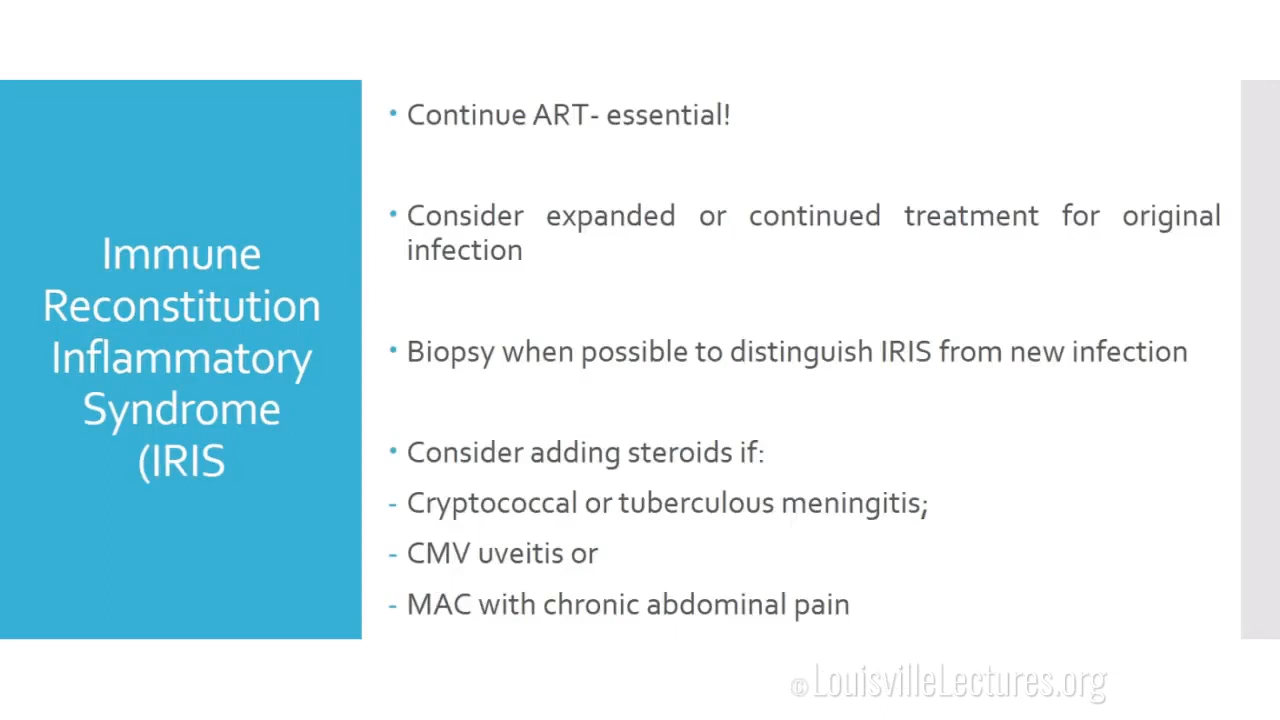 Immune
Reconstitution
Inflammatory
Syndrome
(IRIS
• Continue ART- essential!
• Consider expanded or continued treatment for original
infection
• Biopsy when possible to distinguish IRIS from new infection
• Consider adding steroids if:
- Cryptococcal or tuberculous meningitis;
- CMV uveitis or
- MAC with chronic abdominal pain
©LouisvilleLectures.org